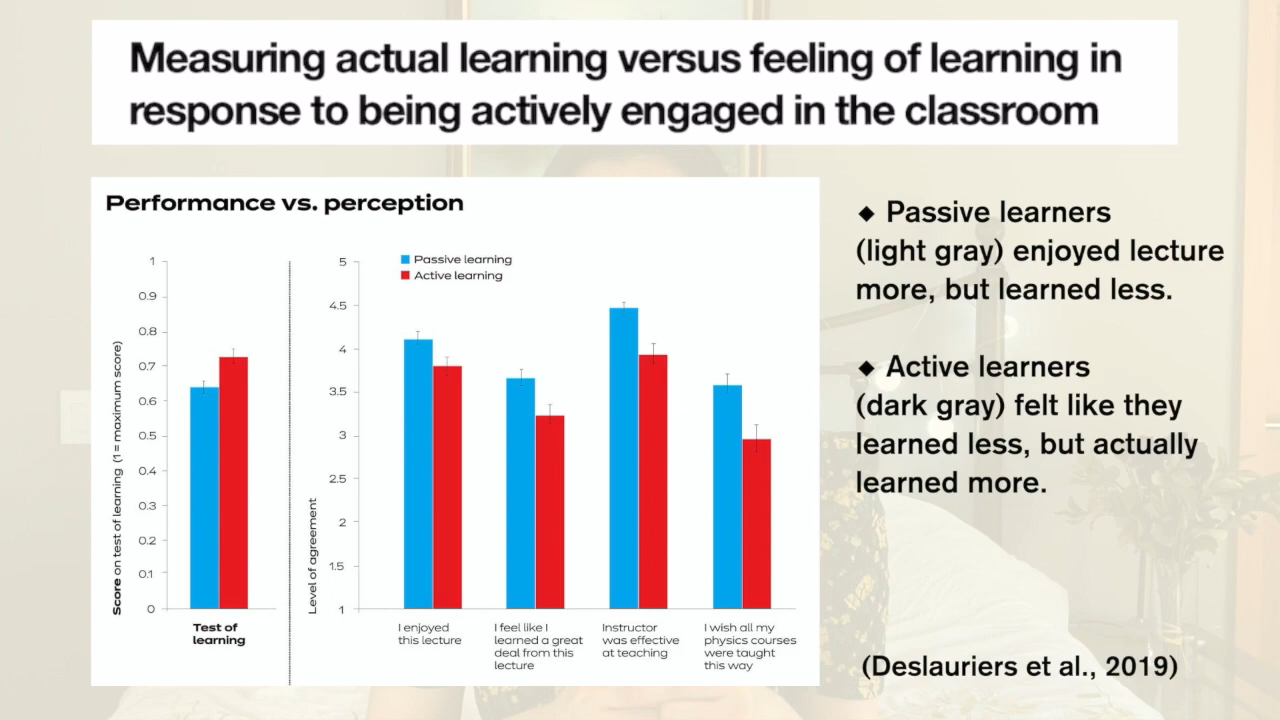 Measuring actual learning versus feeling of learning in
response to being actively engaged in the classroom
Performance vs. perception
Score on test of learning (1 = maximum score)
1
0.9
0.8
0.7
0.6
0.5
0.4
0.3
0.2
0.1
0
Test of
learning
Level of agreement
5
4.5
4
3.5
3
2.5
2
1.5
1
Passive learning
Active learning
I enjoyed
this lecture
I feel like I
learned a great
deal from this
lecture
Instructor
was effective
at teaching
I wish all my
physics courses
were taught
this way
◆ Passive learners
(light gray) enjoyed lecture
more, but learned less.
◆ Active learners
(dark gray) felt like they
learned less, but actually
learned more.
(Deslauriers et al., 2019)